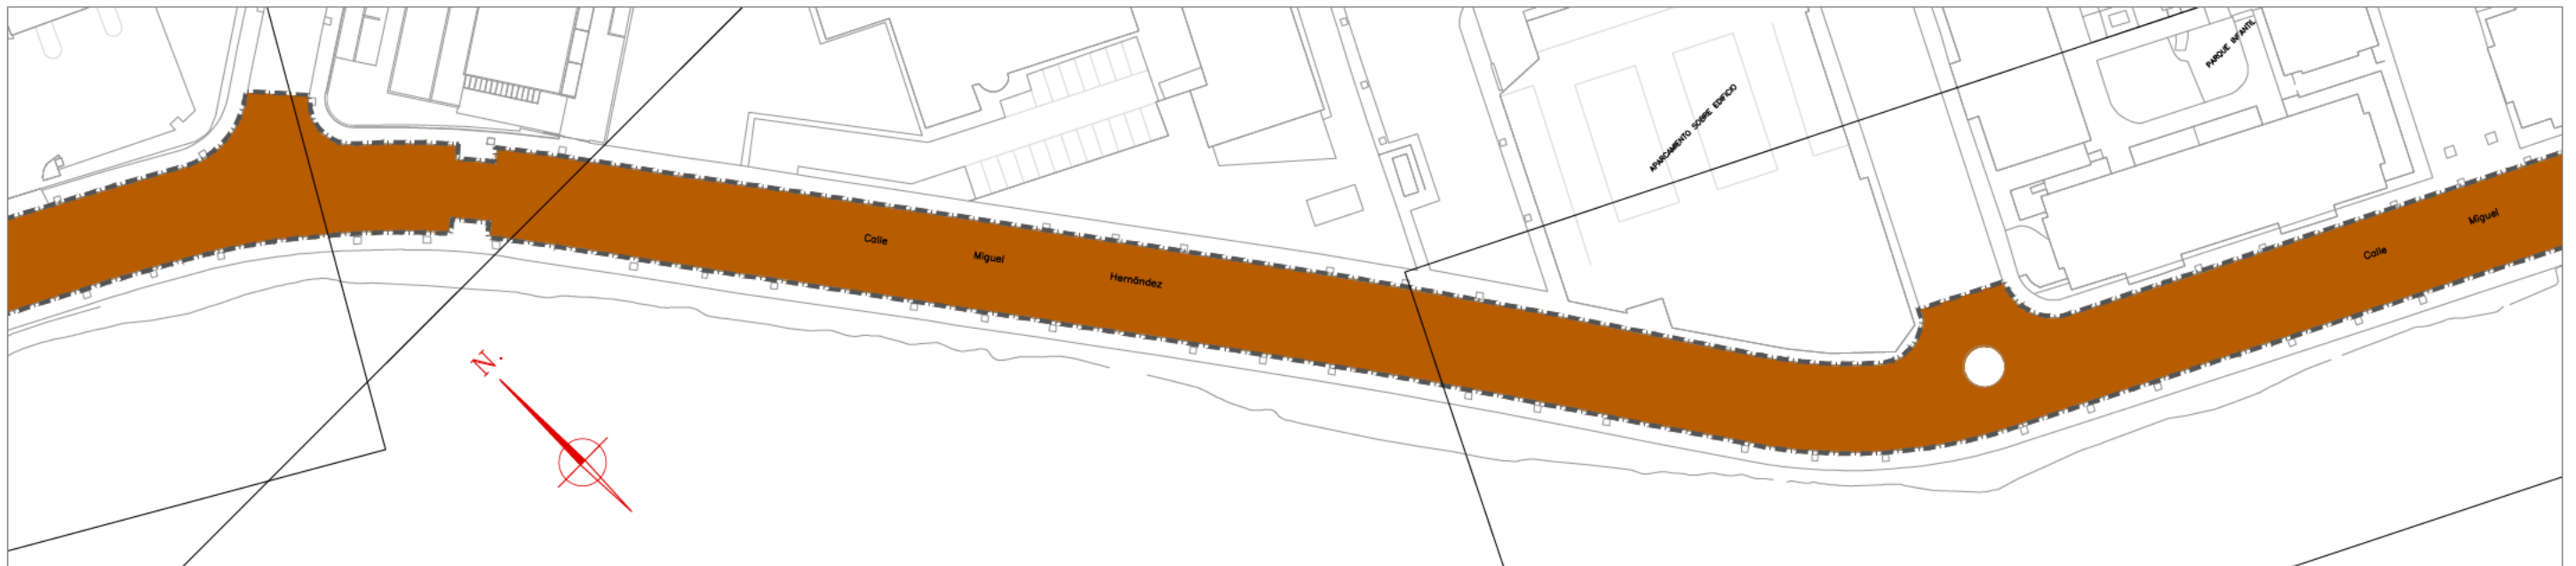 PARQUE INFANTIL
APARCAMIENTO SOBRE EDIFICIO
Calle Miguel Hernández
Calle Miguel
N.